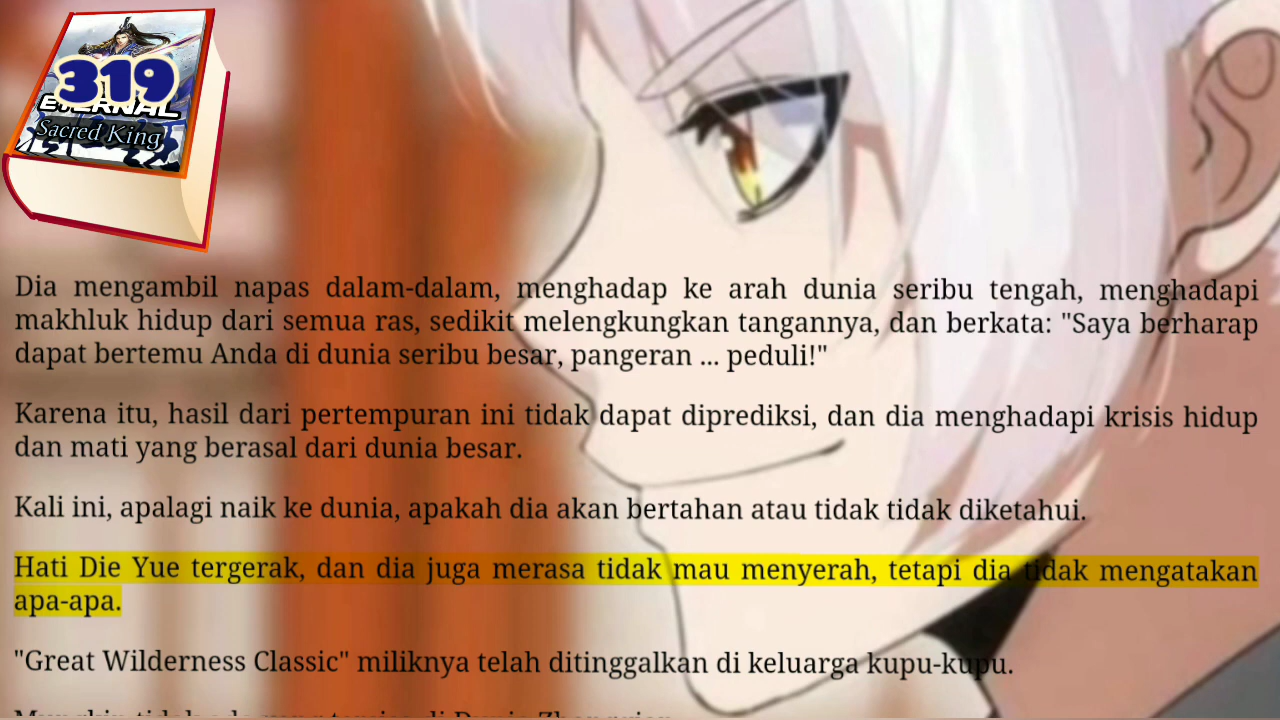 319
ETERNAL
Sacred King
Dia mengambil napas dalam-dalam, menghadap ke arah dunia seribu tengah, menghadapi
makhluk hidup dari semua ras, sedikit melengkungkan tangannya, dan berkata: "Saya berharap
dapat bertemu Anda di dunia seribu besar, pangeran ... peduli!"
Karena itu, hasil dari pertempuran ini tidak dapat diprediksi, dan dia menghadapi krisis hidup
dan mati yang berasal dari dunia besar.
Kali ini, apalagi naik ke dunia, apakah dia akan bertahan atau tidak tidak diketahui.
Hati Die Yue tergerak, dan dia juga merasa tidak mau menyerah, tetapi dia tidak mengatakan
apa-apa.
"Great Wilderness Classic" miliknya telah ditinggalkan di keluarga kupu-kupu.